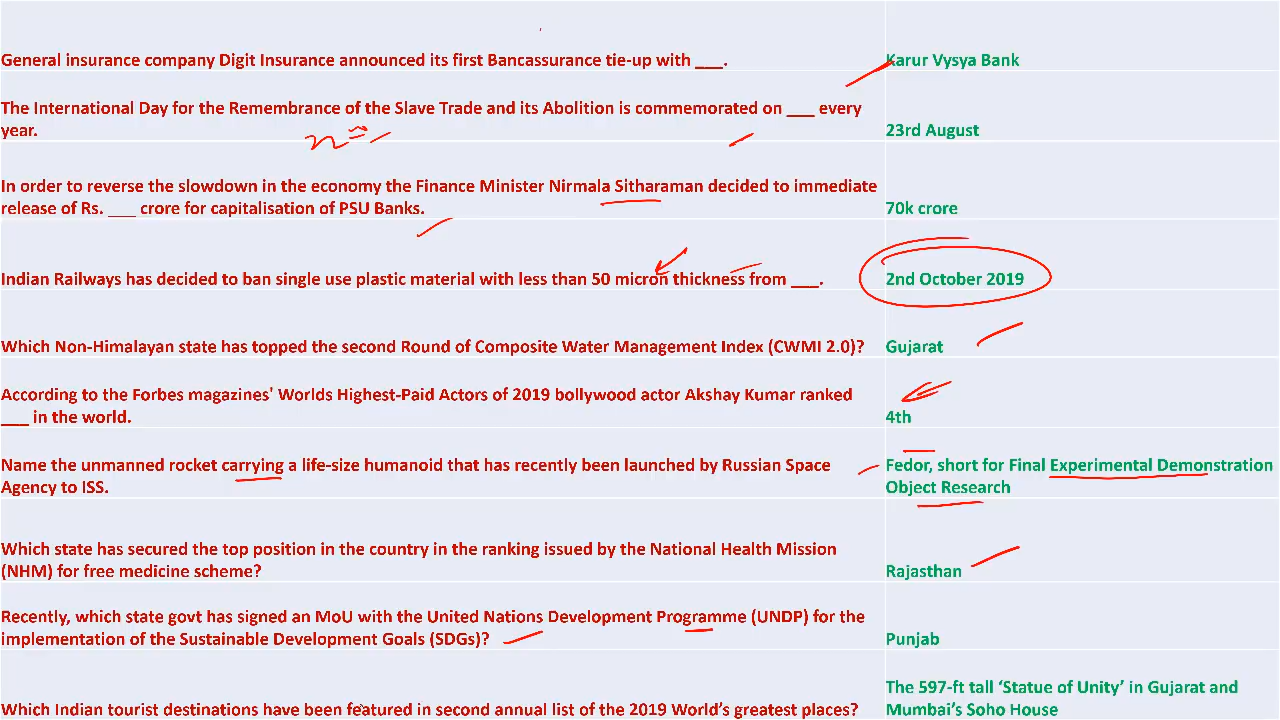 General insurance company Digit Insurance announced its first Bancassurance tie-up with ___.
Karur Vysya Bank
The International Day for the Remembrance of the Slave Trade and its Abolition is commemorated on ___ every
year.
23rd August
In order to reverse the slowdown in the economy the Finance Minister Nirmala Sitharaman decided to immediate
release of Rs. ___ crore for capitalisation of PSU Banks.
70k crore
Indian Railways has decided to ban single use plastic material with less than 50 micron thickness from ___.
2nd October 2019
Which Non-Himalayan state has topped the second Round of Composite Water Management Index (CWMI 2.0)?
Gujarat
According to the Forbes magazines' Worlds Highest-Paid Actors of 2019 bollywood actor Akshay Kumar ranked
___ in the world.
4th
Name the unmanned rocket carrying a life-size humanoid that has recently been launched by Russian Space
Agency to ISS.
Fedor, short for Final Experimental Demonstration
Object Research
Which state has secured the top position in the country in the ranking issued by the National Health Mission
(NHM) for free medicine scheme?
Rajasthan
Recently, which state govt has signed an MoU with the United Nations Development Programme (UNDP) for the
implementation of the Sustainable Development Goals (SDGs)?
Punjab
Which Indian tourist destinations have been featured in second annual list of the 2019 World's greatest places?
The 597-ft tall ‘Statue of Unity’ in Gujarat and
Mumbai’s Soho House